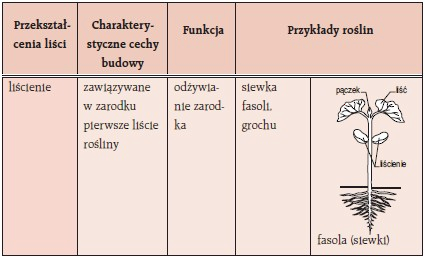 Przekształ-
cenia liści
Charaktery-
styczne cechy
budowy
Funkcja
Przykłady roślin
liścienie
zawiązywane
w zarodku
pierwsze liście
rośliny
odżywia-
nie zarod-
ka
siewka
fasoli,
grochu
pączek
liść
liścienie
fasola (siewki)